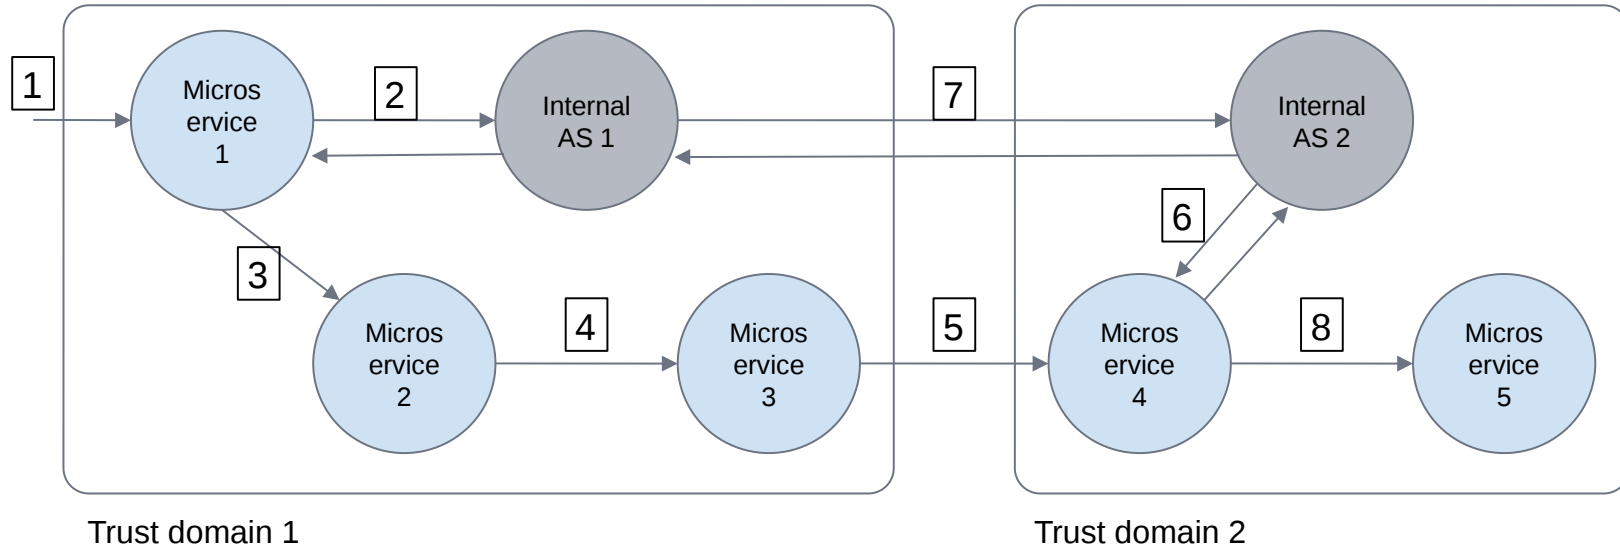 1
Micros
ervice
1
2
Internal
AS 1
7
Internal
AS 2
3
6
Micros
ervice
2
4
Micros
ervice
3
5
Micros
ervice
4
8
Micros
ervice
5
Trust domain 1
Trust domain 2